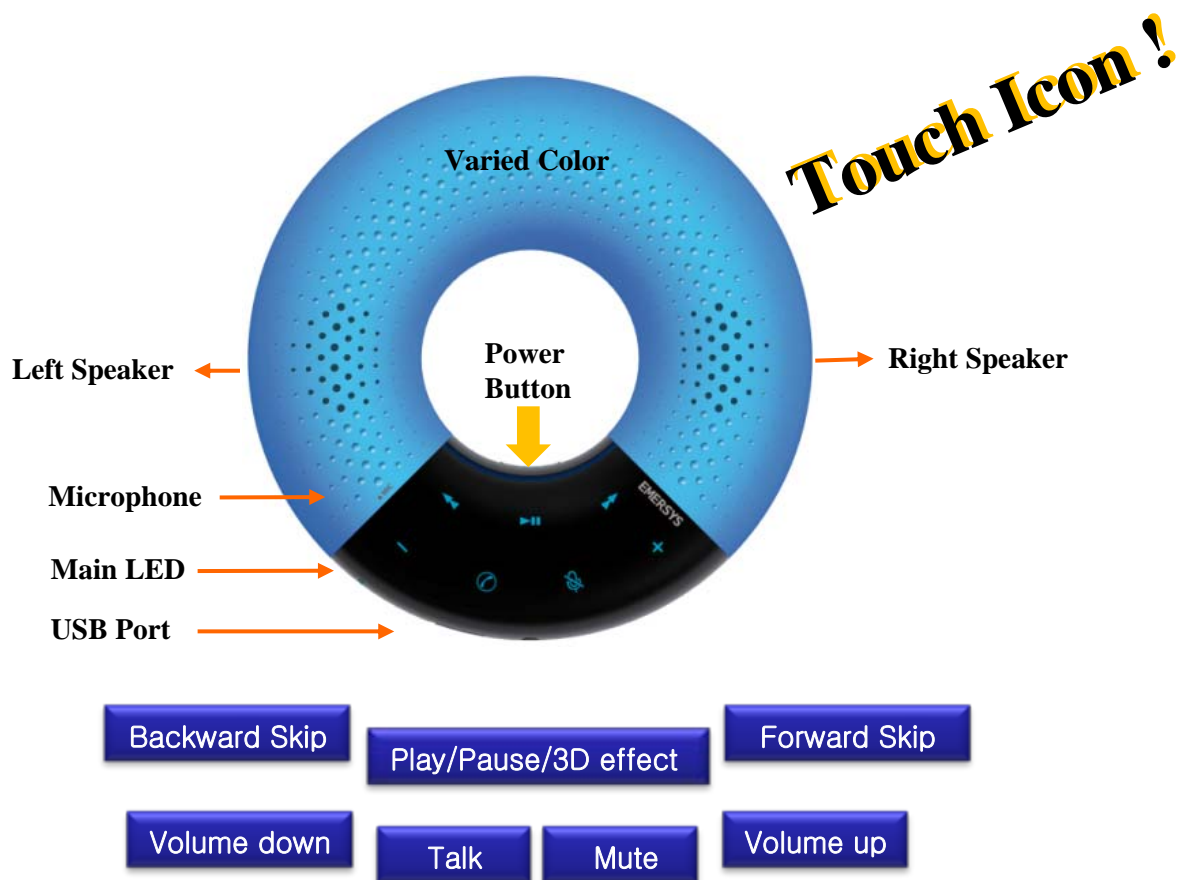 Touch Icon !
Varied Color
Left Speaker
Power
Button
Right Speaker
Microphone
EMERSYS
Main LED
USB Port
Backward Skip
Play/Pause/3D effect
Forward Skip
Volume down
Talk
Mute
Volume up